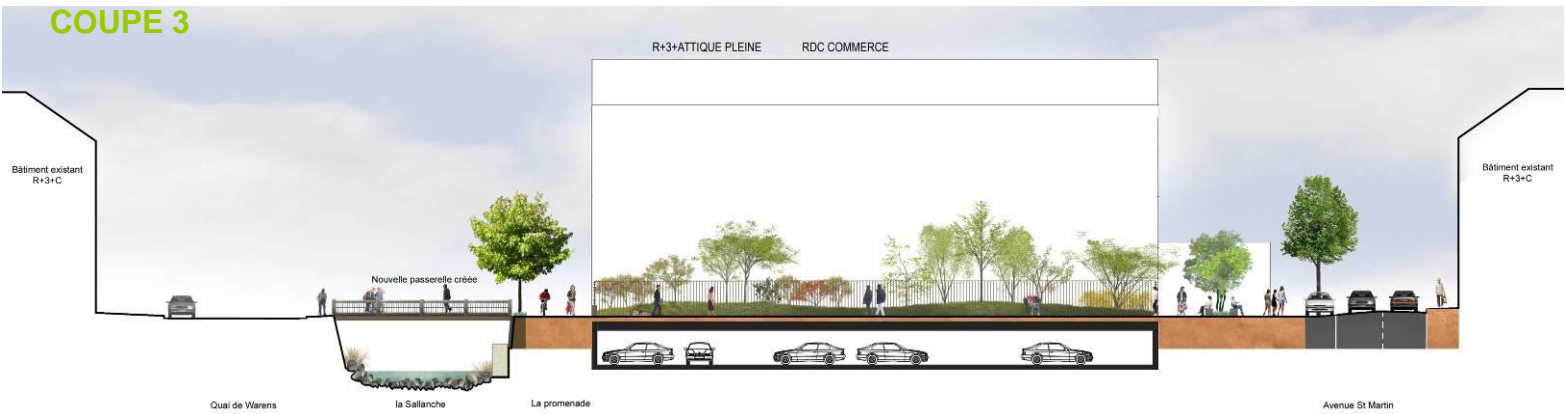 COUPE 3
R+3+ATTIQUE PLEINE RDC COMMERCE
Bâtiment existant
R+3+C
Bâtiment existant
R+3+C
Nouvelle passerelle créée
Quai de Warens
la Sallanche
La promenade
Avenue St Martin